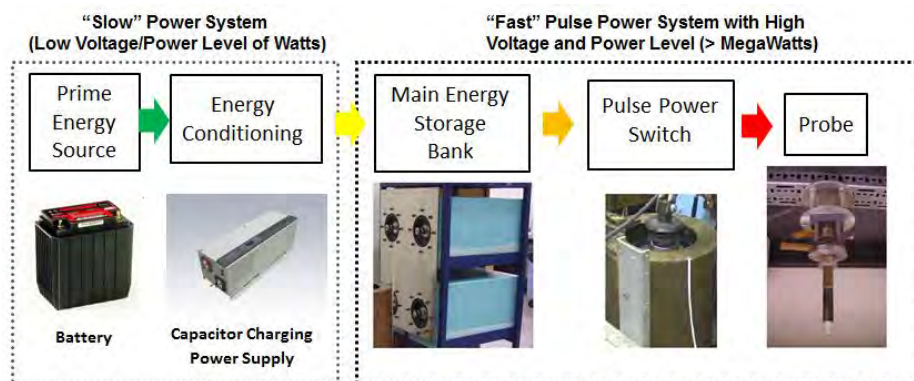 “Slow” Power System
(Low Voltage/Power Level of Watts)
“Fast” Pulse Power System with High
Voltage and Power Level (> MegaWatts)
Prime
Energy
Source
Energy
Conditioning
Main Energy
Storage
Bank
Pulse Power
Switch
Probe
Battery
Capacitor Charging
Power Supply